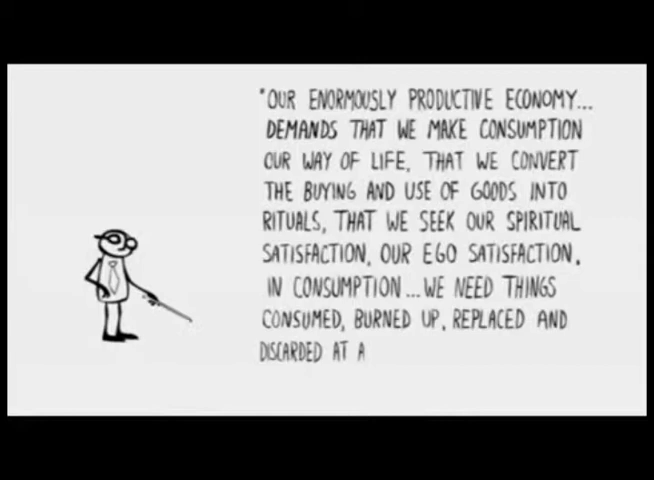 "OUR ENORMOUSLY PRODUCTIVE ECONOMY...
DEMANDS THAT WE MAKE CONSUMPTION
OUR WAY OF LIFE, THAT WE CONVERT
THE BUYING AND USE OF GOODS INTO
RITUALS, THAT WE SEEK OUR SPIRITUAL
SATISFACTION, OUR EGO SATISFACTION,
IN CONSUMPTION...WE NEED THINGS
CONSUMED, BURNED UP, REPLACED AND
DISCARDED AT A